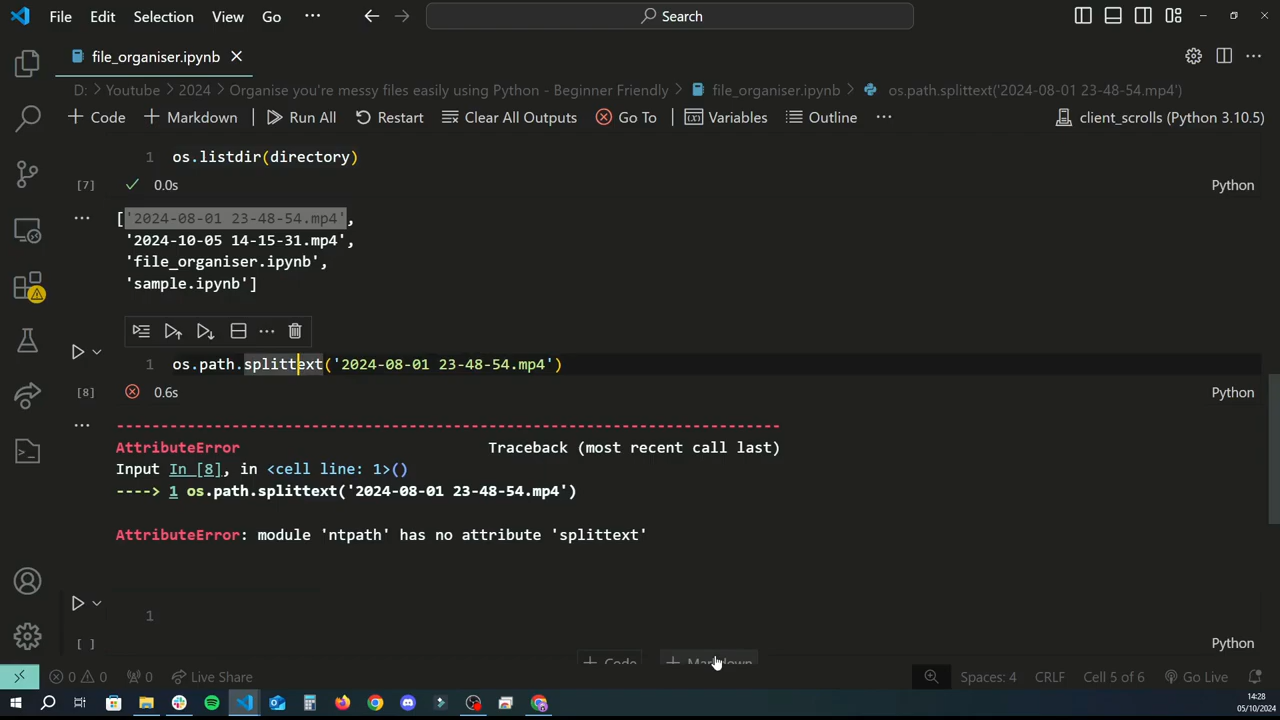 File Edit Selection View Go ··· Search
file_organiser.ipynb
D: > Youtube > 2024 > Organise you're messy files easily using Python - Beginner Friendly > file_organiser.ipynb > os.path.splittext('2024-08-01 23-48-54.mp4')
+ Code + Markdown Run All Restart Clear All Outputs Go To Variables Outline ··· client_scrolls (Python 3.10.5)
1 os.listdir(directory)
[7] 0.0s Python
··· ['2024-08-01 23-48-54.mp4',
'2024-10-05 14-15-31.mp4',
'file_organiser.ipynb',
'sample.ipynb']
1 os.path.splittext('2024-08-01 23-48-54.mp4')
[8] 0.6s Python
···
---------------------------------------------------------------------------
AttributeError Traceback (most recent call last)
Input In [8], in <cell line: 1>()
----> 1 os.path.splittext('2024-08-01 23-48-54.mp4')
AttributeError: module 'ntpath' has no attribute 'splittext'
1
[ ] Python
+ Code + Markdown
0 0 0 Live Share Spaces: 4 CRLF Cell 5 of 6 Go Live
14:28
05/10/2024